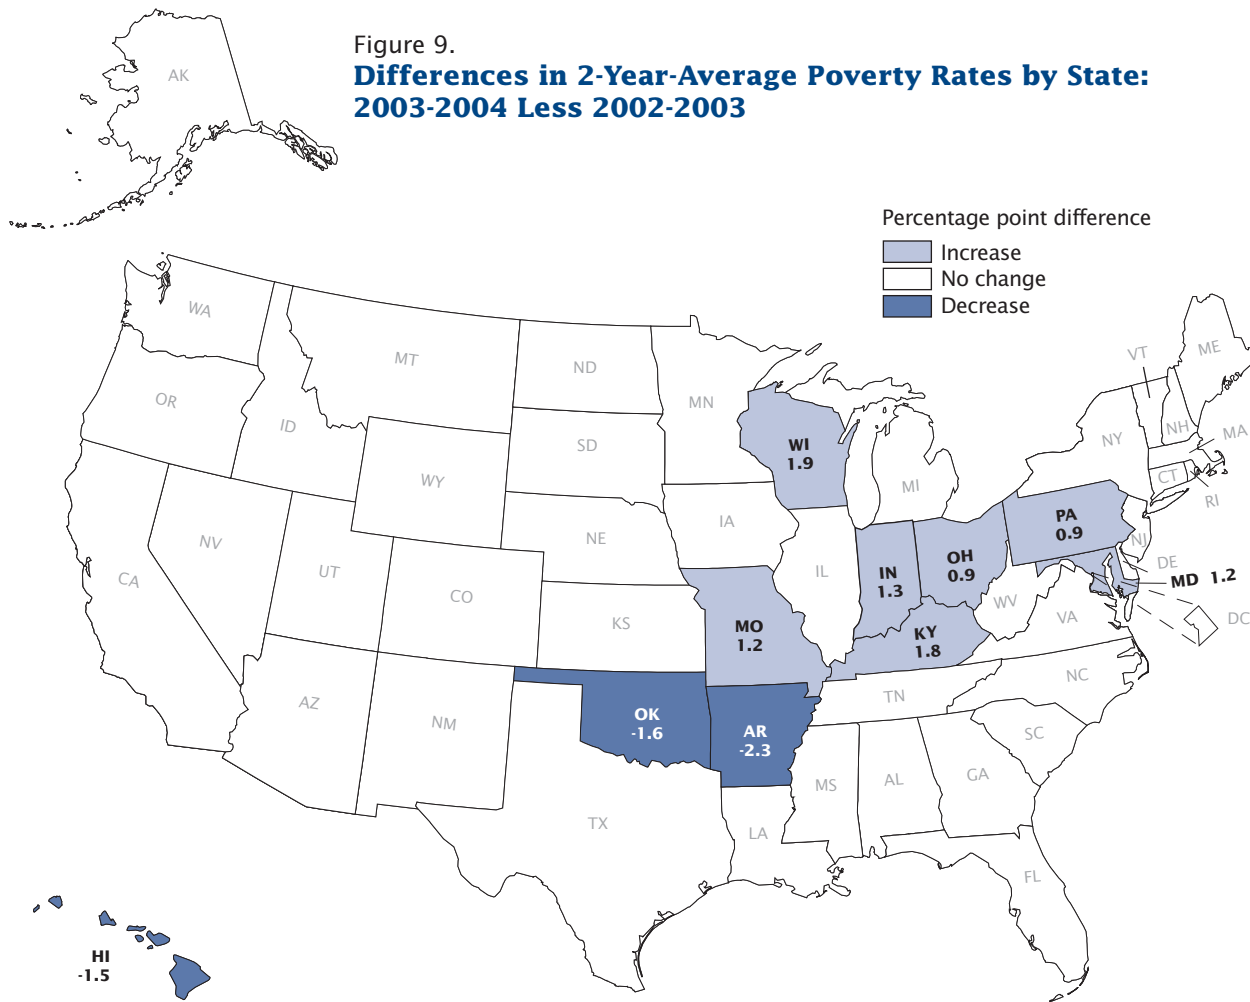 Figure 9.
Differences in 2-Year-Average Poverty Rates by State:
2003-2004 Less 2002-2003
AK
Percentage point difference
Increase
No change
Decrease
WA
MT
ND
MN
VT
ME
OR
ID
SD
WI
1.9
NY
NH
MA
WY
MI
CT
RI
IA
PA
0.9
NV
NE
NJ
UT
CA
CO
IL
IN
1.3
OH
0.9
DE
MD 1.2
WV
DC
KS
MO
1.2
KY
1.8
VA
AZ
NM
TN
NC
OK
-1.6
AR
-2.3
SC
MS
AL
GA
TX
LA
FL
HI
-1.5